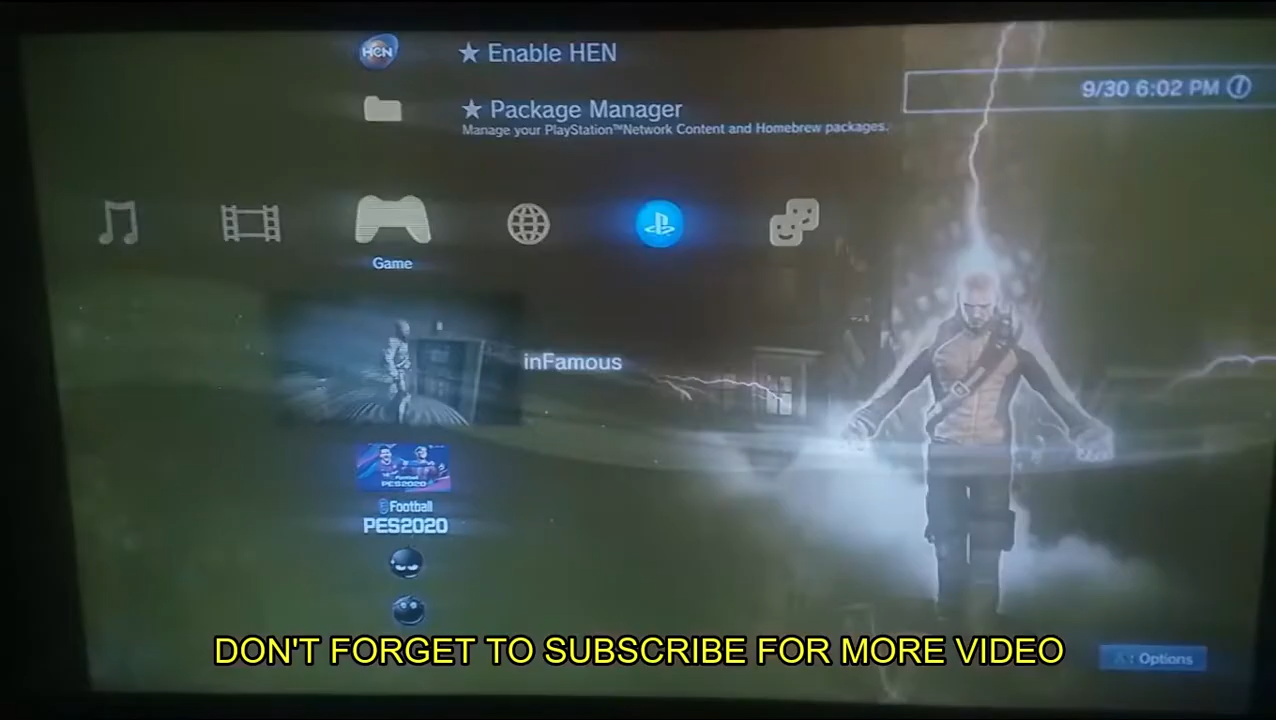 HEN
★ Enable HEN
★ Package Manager
Manage your PlayStation™Network Content and Homebrew packages.
9/30 6:02 PM
Game
inFamous
PES2020
Football
PES2020
DON'T FORGET TO SUBSCRIBE FOR MORE VIDEO
: Options